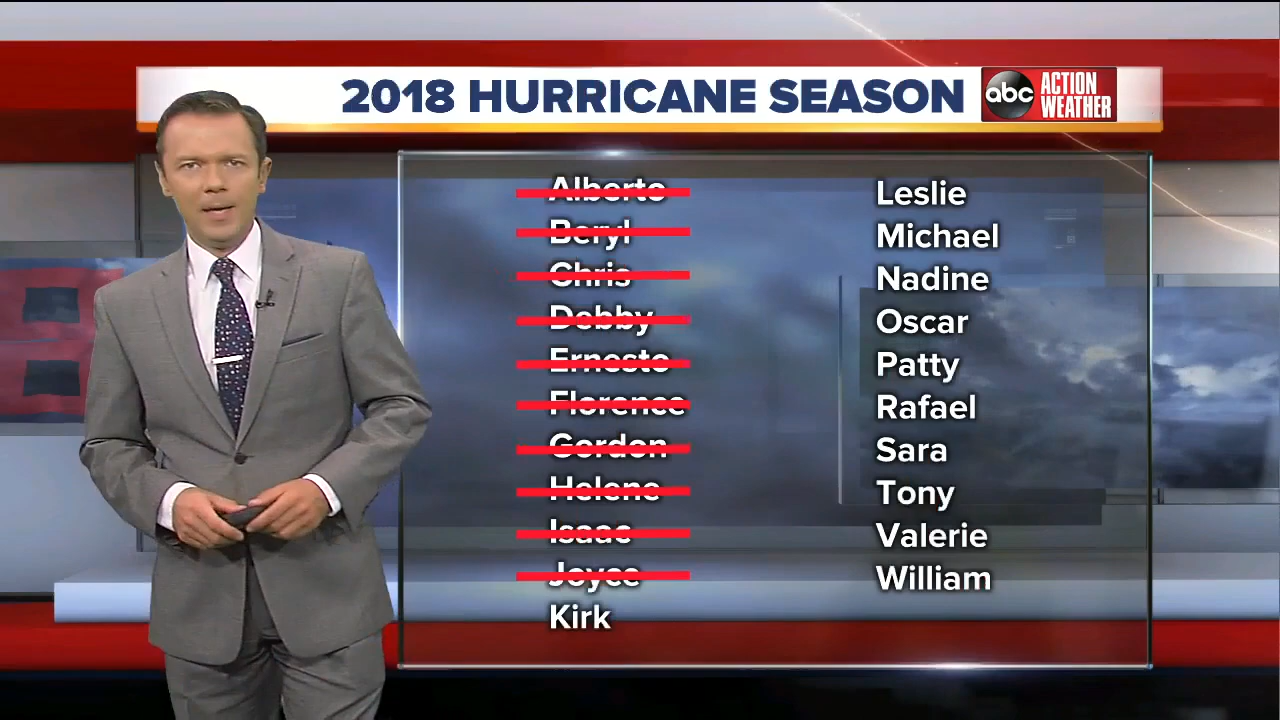 2018 HURRICANE SEASON
abc
ACTION
WEATHER
Alberto
Beryl
Chris
Debby
Ernesto
Florence
Gordon
Helene
Isaac
Joyce
Kirk
Leslie
Michael
Nadine
Oscar
Patty
Rafael
Sara
Tony
Valerie
William